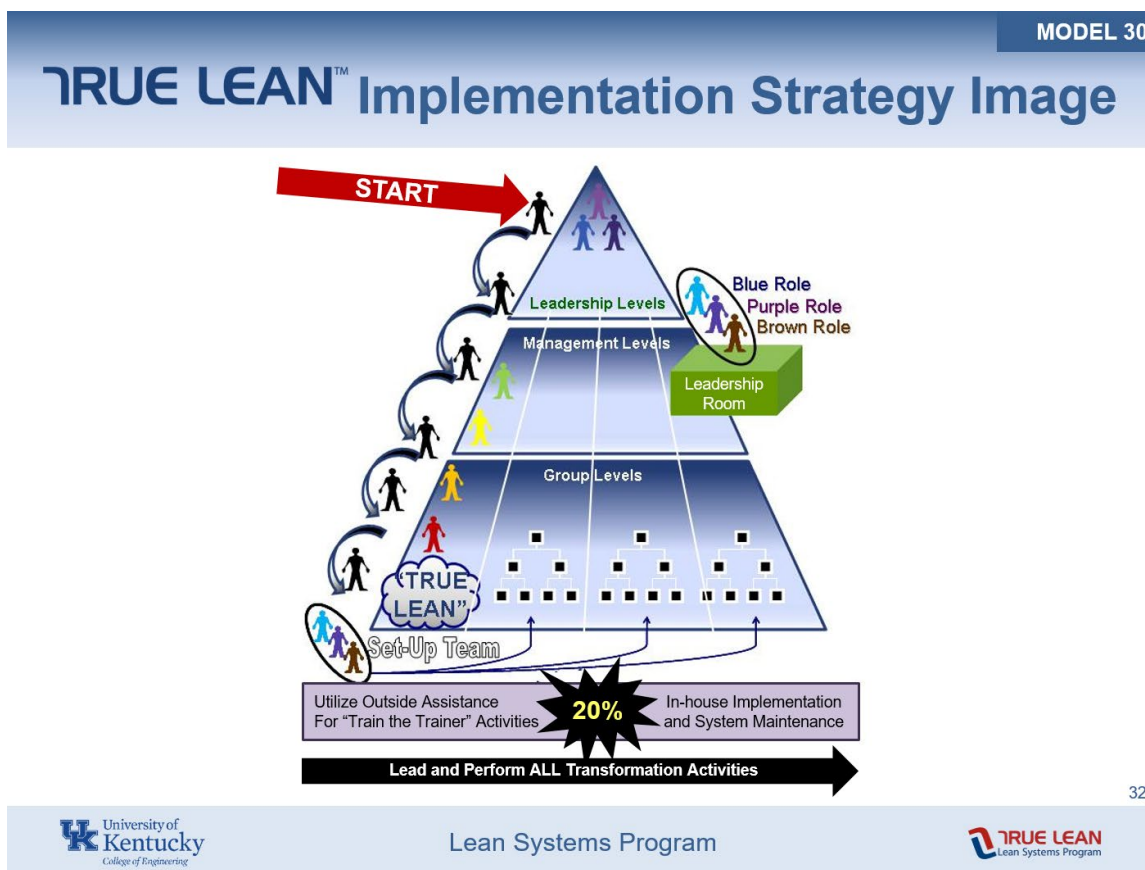 MODEL 30
TRUE LEAN™ Implementation Strategy Image
START
Leadership Levels
Blue Role
Purple Role
Brown Role
Management Levels
Leadership
Room
Group Levels
"TRUE
LEAN"
Set-Up Team
Utilize Outside Assistance
For “Train the Trainer” Activities
20%
In-house Implementation
and System Maintenance
Lead and Perform ALL Transformation Activities
32
UK
University of
Kentucky
College of Engineering
Lean Systems Program
TRUE LEAN
Lean Systems Program